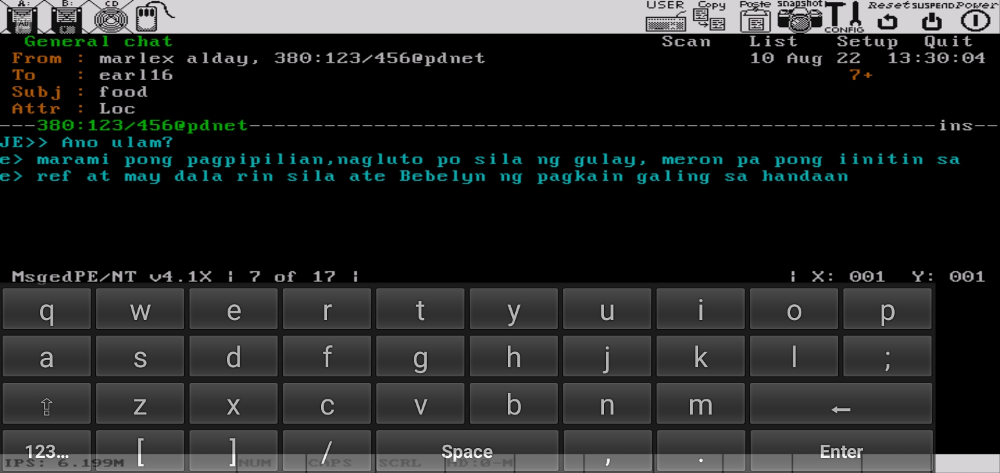 A: B: CD USER Copy Paste snapshot CONFIG Reset SUSPEND Power
General chat Scan List Setup Quit
From : marlex alday, 380:123/456@pdnet 10 Aug 22 13:30:04
To : earl16 7+
Subj : food
Attr : Loc
---380:123/456@pdnet---ins--
JE>> Ano ulam?
e> marami pong pagpipilian,nagluto po sila ng gulay, meron pa pong iinitin sa
e> ref at may dala rin sila ate Bebelyn ng pagkain galing sa handaan
MsgedPE/NT v4.1X | 7 of 17 | | X: 001 Y: 001
q w e r t y u i o p
a s d f g h j k l ;
⇧ z x c v b n m ←
123... [ ] / Space , . Enter
IPS: 6.199M NUM CAPS SCRL HD:0-M